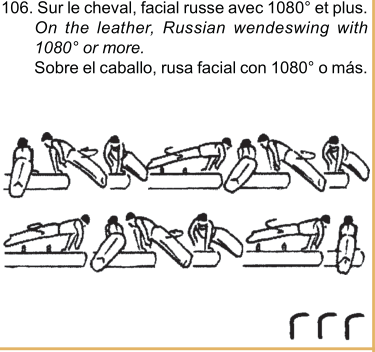 106. Sur le cheval, facial russe avec 1080° et plus.
On the leather, Russian wendeswing with
1080° or more.
Sobre el caballo, rusa facial con 1080° o más.